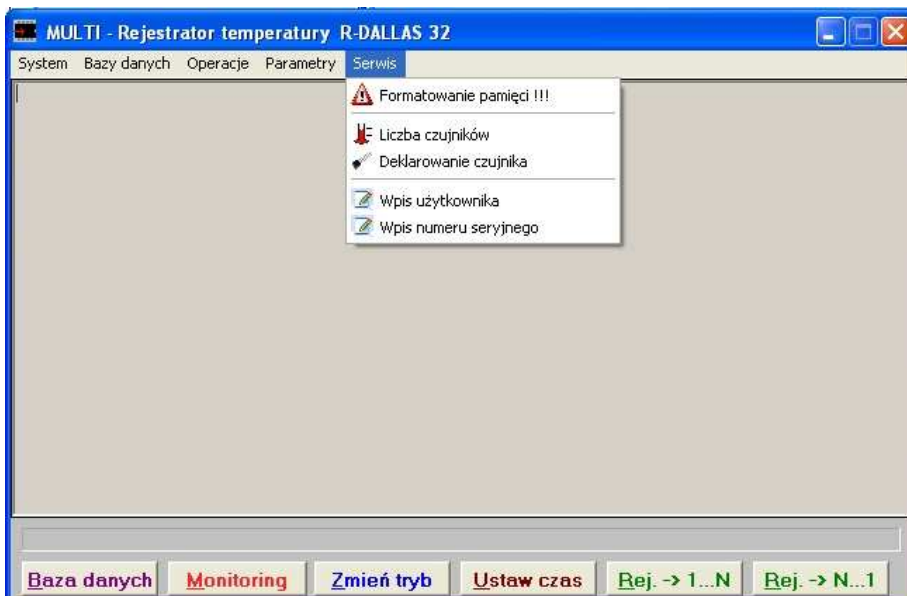 MULTI - Rejestrator temperatury R-DALLAS 32
System Bazy danych Operacje Parametry Serwis
Formatowanie pamięci !!!
Liczba czujników
Deklarowanie czujnika
Wpis użytkownika
Wpis numeru seryjnego
Baza danych Monitoring Zmień tryb Ustaw czas Rej. -> 1...N Rej. -> N...1